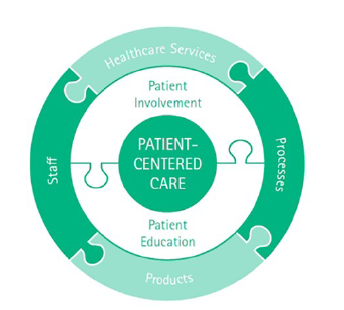 Healthcare Services
Patient
Involvement
PATIENT-
CENTERED
CARE
Staff
Processes
Patient
Education
Products